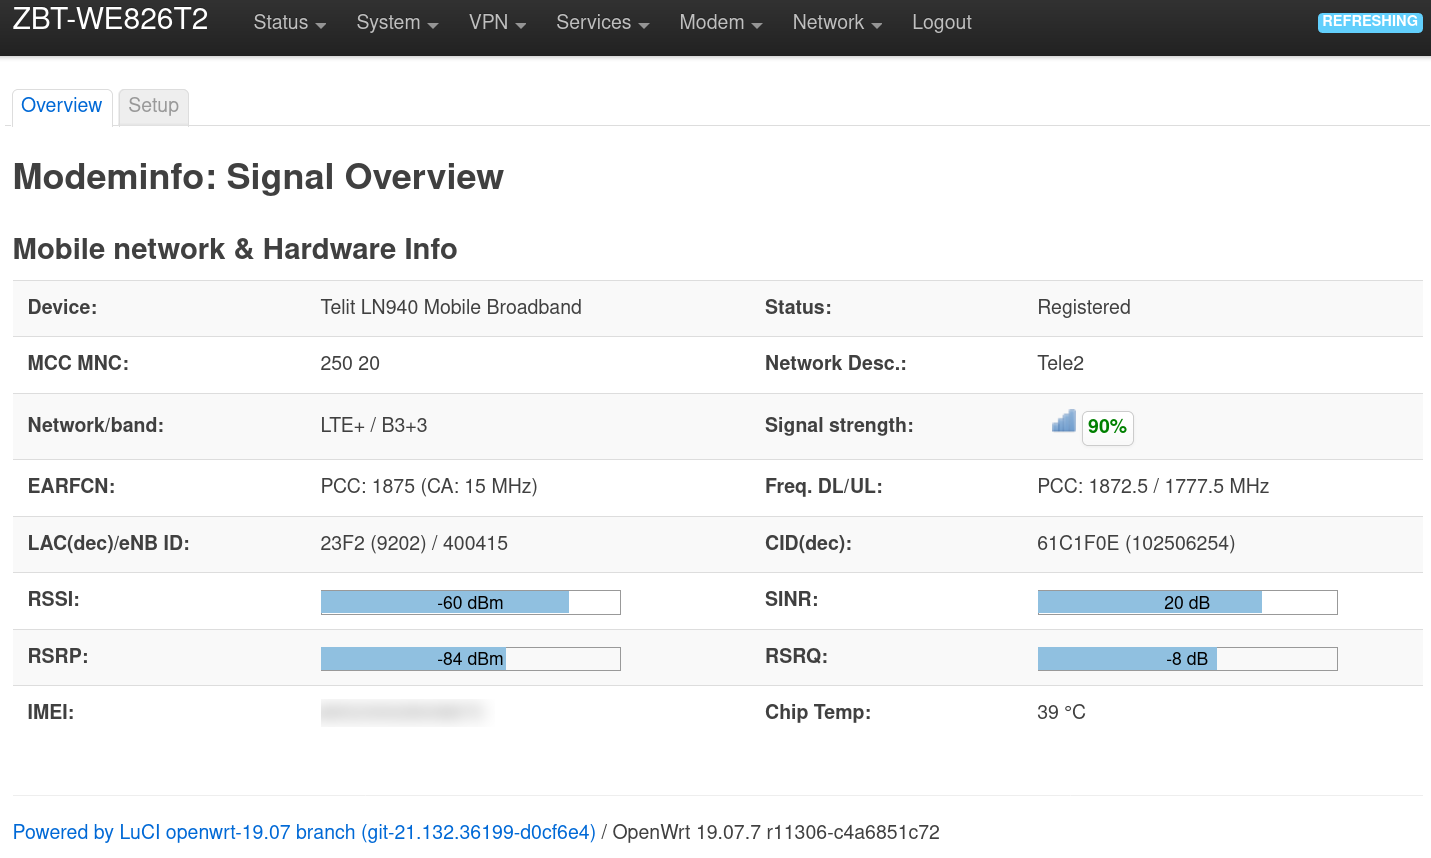 ZBT-WE826T2 Status System VPN Services Modem Network Logout REFRESHING
Overview Setup
Modeminfo: Signal Overview
Mobile network & Hardware Info
Device: Telit LN940 Mobile Broadband Status: Registered
MCC MNC: 250 20 Network Desc.: Tele2
Network/band: LTE+ / B3+3 Signal strength: 90%
EARFCN: PCC: 1875 (CA: 15 MHz) Freq. DL/UL: PCC: 1872.5 / 1777.5 MHz
LAC(dec)/eNB ID: 23F2 (9202) / 400415 CID(dec): 61C1F0E (102506254)
RSSI: -60 dBm SINR: 20 dB
RSRP: -84 dBm RSRQ: -8 dB
IMEI: Chip Temp: 39 °C
Powered by LuCI openwrt-19.07 branch (git-21.132.36199-d0cf6e4) / OpenWrt 19.07.7 r11306-c4a6851c72